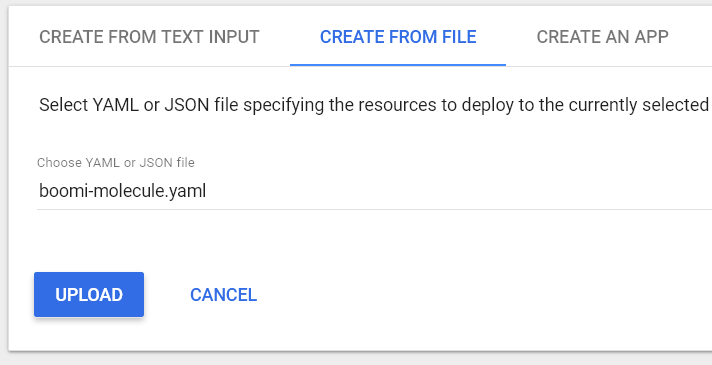 CREATE FROM TEXT INPUT CREATE FROM FILE CREATE AN APP
Select YAML or JSON file specifying the resources to deploy to the currently selected
Choose YAML or JSON file
boomi-molecule.yaml
UPLOAD CANCEL